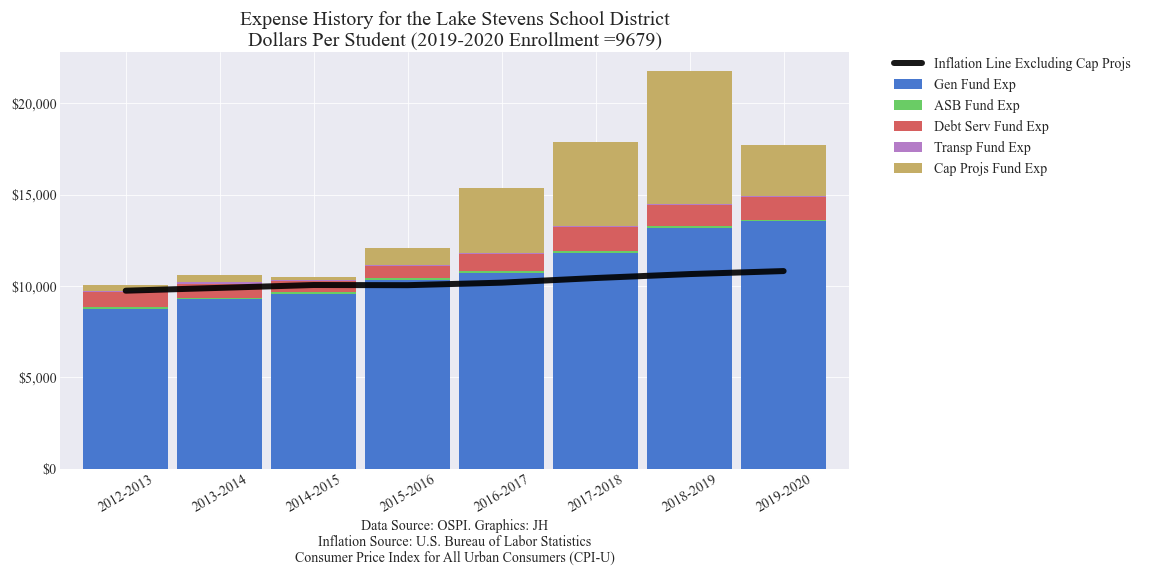 Expense History for the Lake Stevens School District
Dollars Per Student (2019-2020 Enrollment =9679)
Inflation Line Excluding Cap Projs
Gen Fund Exp
ASB Fund Exp
Debt Serv Fund Exp
Transp Fund Exp
Cap Projs Fund Exp
$20,000
$15,000
$10,000
$5,000
$0
2012-2013
2013-2014
2014-2015
2015-2016
2016-2017
2017-2018
2018-2019
2019-2020
Data Source: OSPI. Graphics: JH
Inflation Source: U.S. Bureau of Labor Statistics
Consumer Price Index for All Urban Consumers (CPI-U)